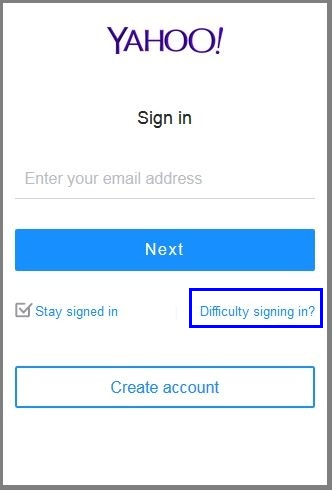 YAHOO!
Sign in
Enter your email address
Next
Stay signed in Difficulty signing in?
Create account